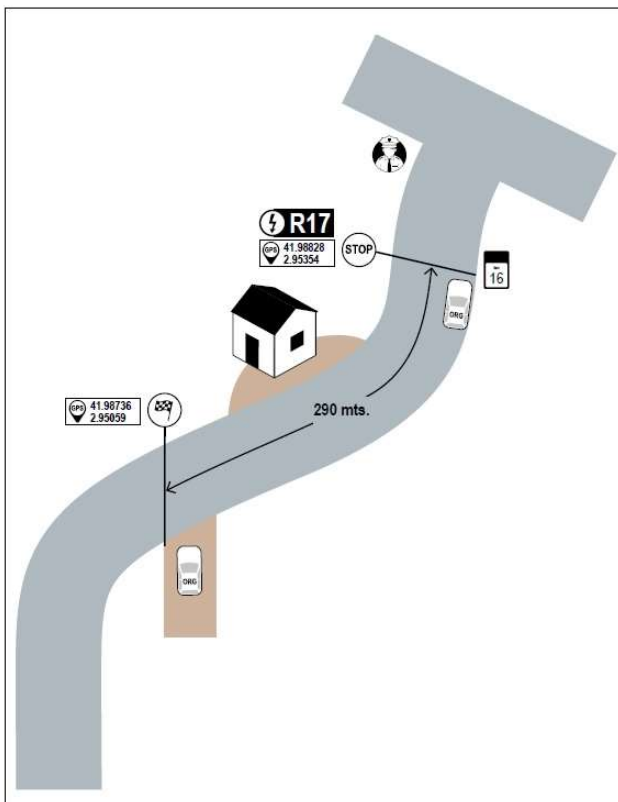 R17
GPS 41.98828
2.95354
STOP
16
ORG
290 mts.
GPS 41.98736
2.95059
ORG